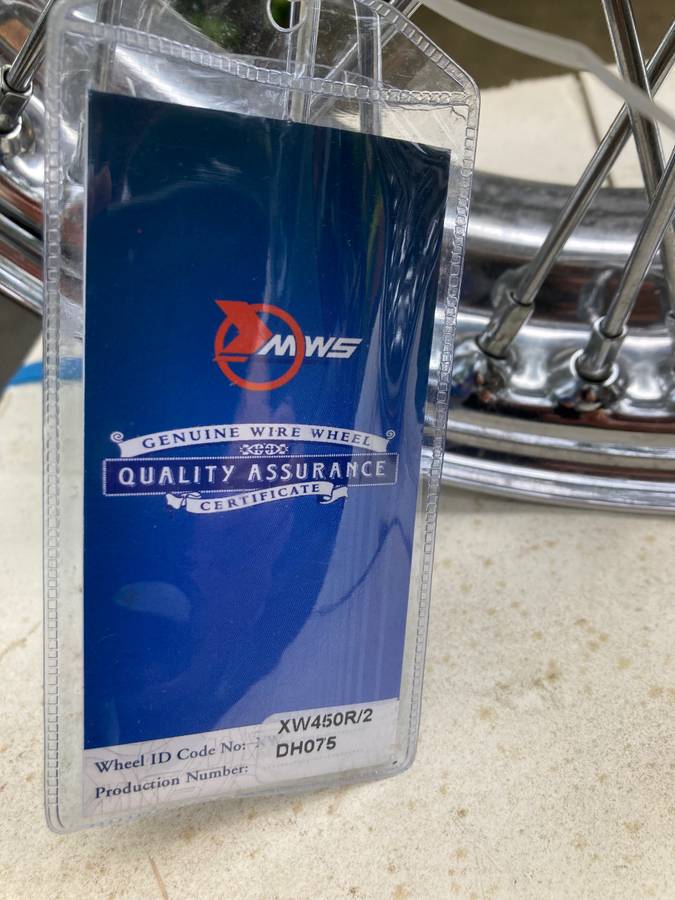 MWS
GENUINE WIRE WHEEL
QUALITY ASSURANCE
CERTIFICATE
Wheel ID Code No: XW450R/2
Production Number: DH075